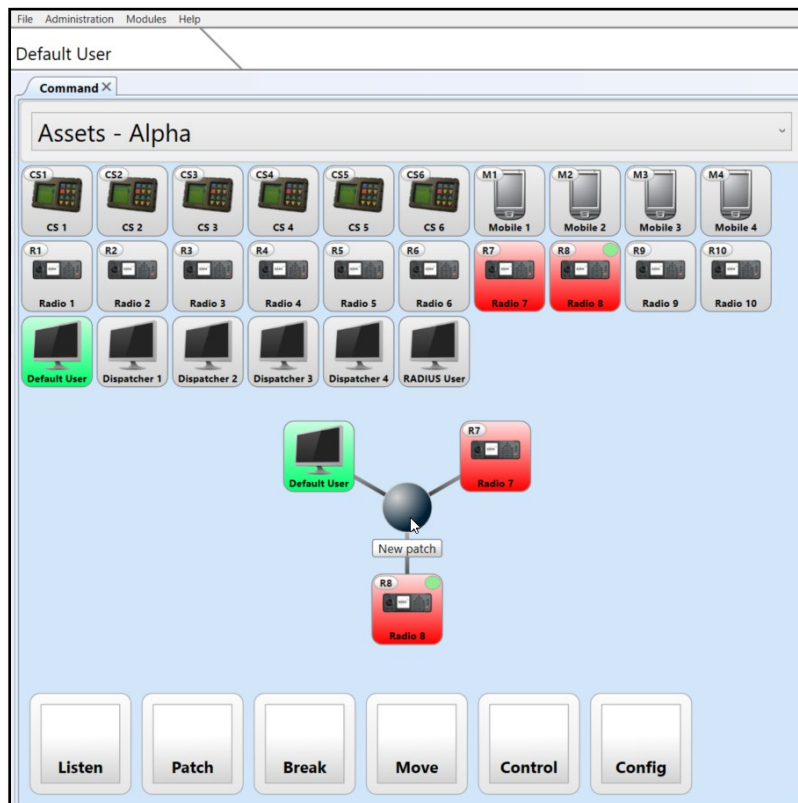 File Administration Modules Help
Default User
Command
Assets - Alpha
CS1 CS2 CS3 CS4 CS5 CS6 M1 M2 M3 M4
CS 1 CS 2 CS 3 CS 4 CS 5 CS 6 Mobile 1 Mobile 2 Mobile 3 Mobile 4
R1 R2 R3 R4 R5 R6 R7 R8 R9 R10
Radio 1 Radio 2 Radio 3 Radio 4 Radio 5 Radio 6 Radio 7 Radio 8 Radio 9 Radio 10
Default User Dispatcher 1 Dispatcher 2 Dispatcher 3 Dispatcher 4 RADIUS User
R7
Default User Radio 7
New patch
R8
Radio 8
Listen Patch Break Move Control Config